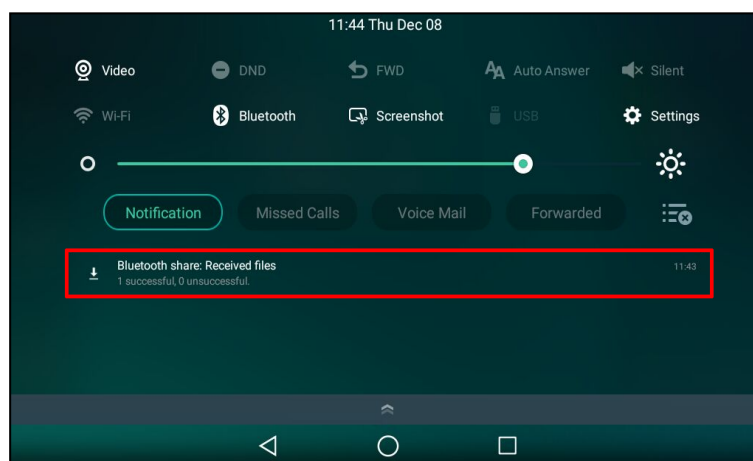 11:44 Thu Dec 08
Video DND FWD AA Auto Answer Silent
Wi-Fi Bluetooth Screenshot USB Settings
Notification Missed Calls Voice Mail Forwarded
Bluetooth share: Received files 11:43
1 successful, 0 unsuccessful.